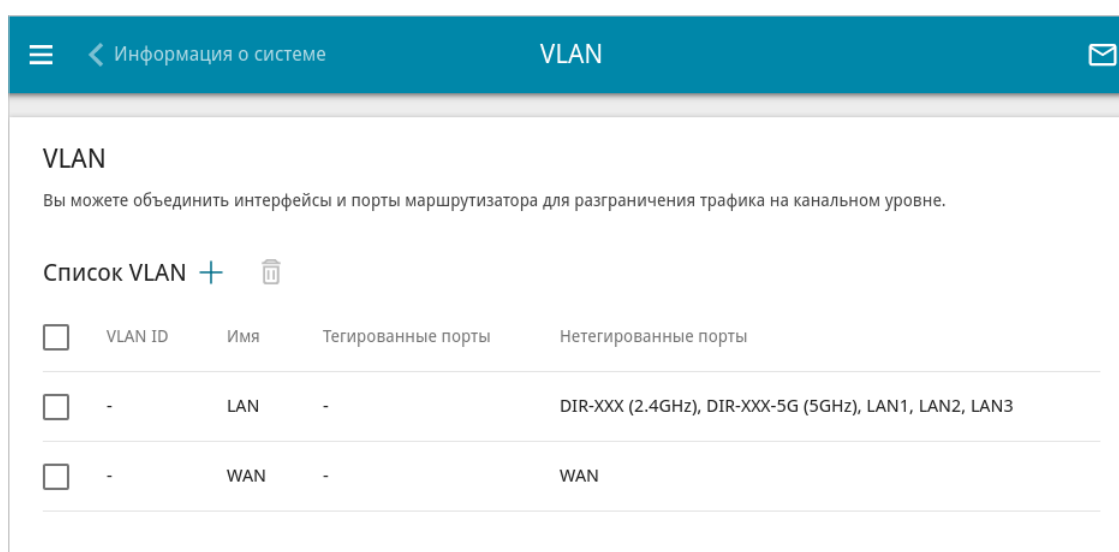 Информация о системе VLAN
VLAN
Вы можете объединить интерфейсы и порты маршрутизатора для разграничения трафика на канальном уровне.
Список VLAN
VLAN ID Имя Тегированные порты Нетегированные порты
- LAN - DIR-XXX (2.4GHz), DIR-XXX-5G (5GHz), LAN1, LAN2, LAN3
- WAN - WAN